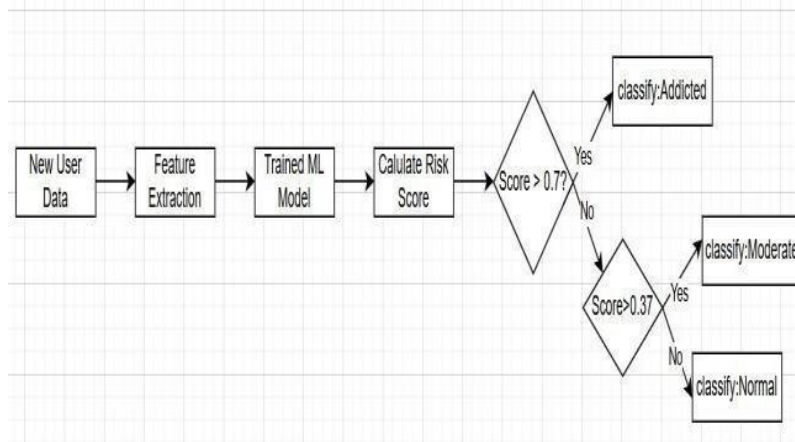 New User
Data
Feature
Extraction
Trained ML
Model
Calulate Risk
Score
Score > 0.7?
Yes
classify:Addicted
No
Score>0.37
Yes
classify:Moderate
No
classify:Normal